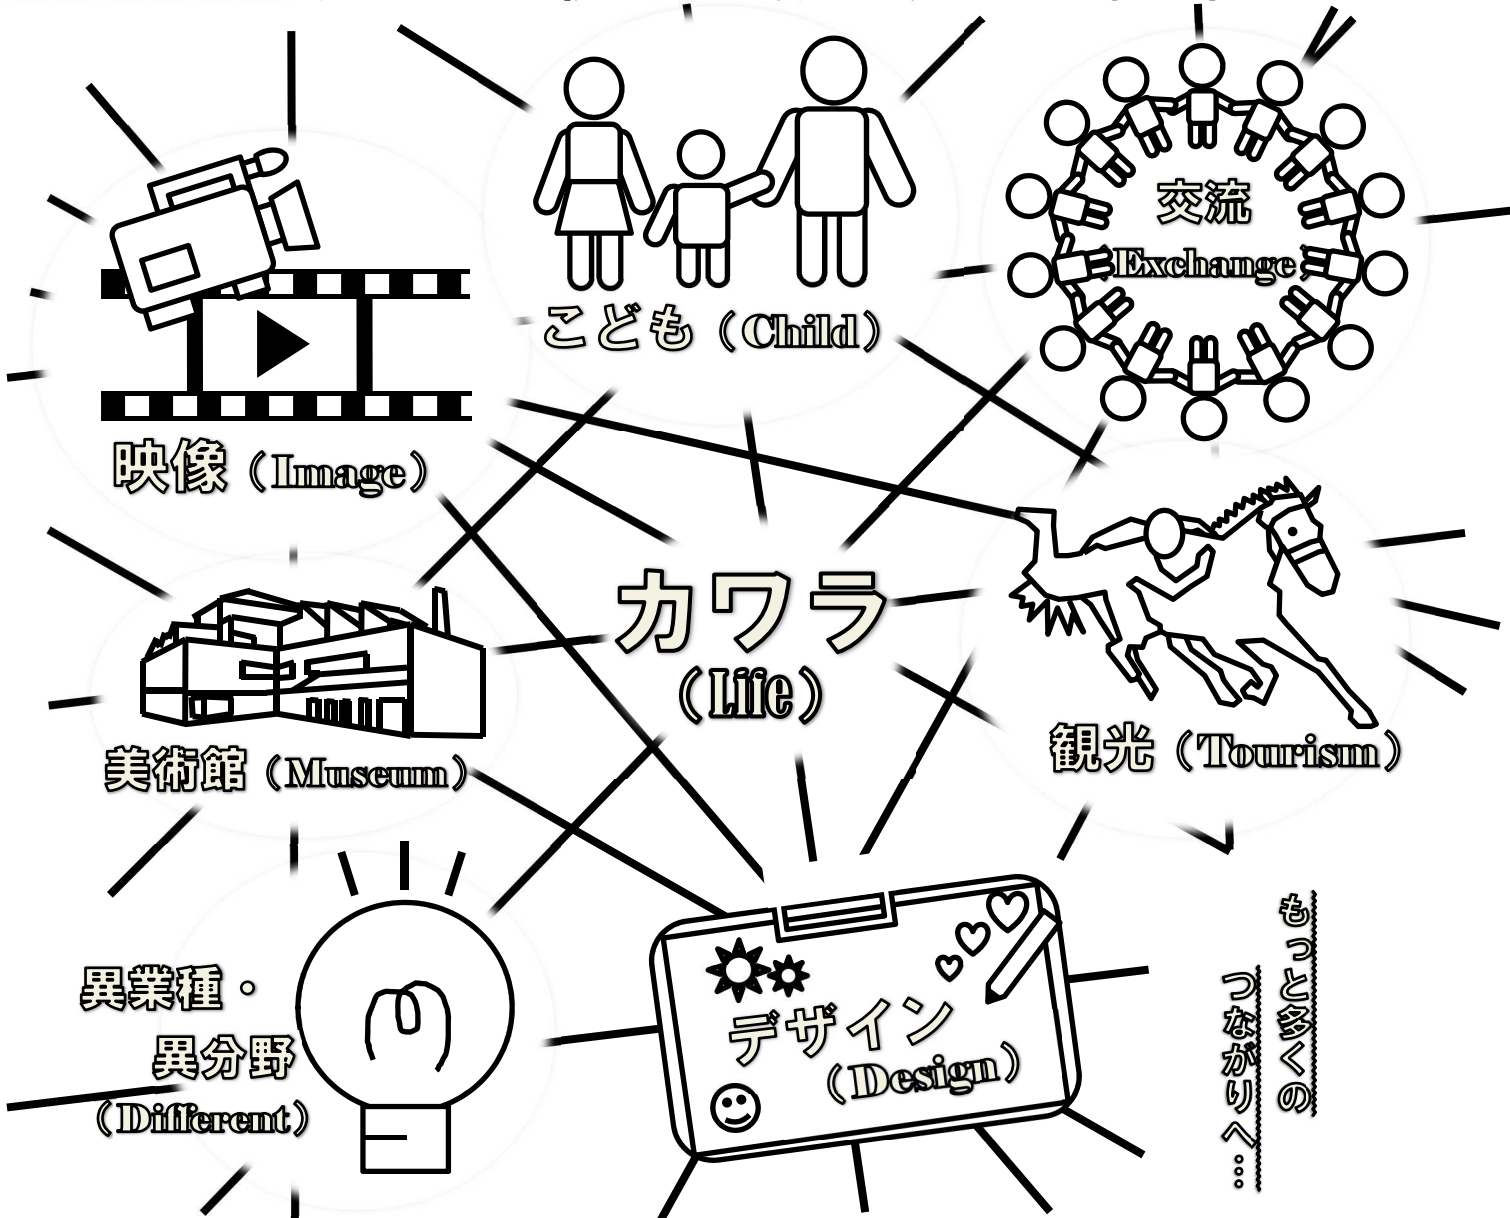 こども（Child）
交流
（Exchange）
映像（Image）
カワラ
（Life）
観光（Tourism）
美術館（Museum）
異業種・
異分野
（Different）
デザイン
（Design）
もっと多くの
つながりへ…